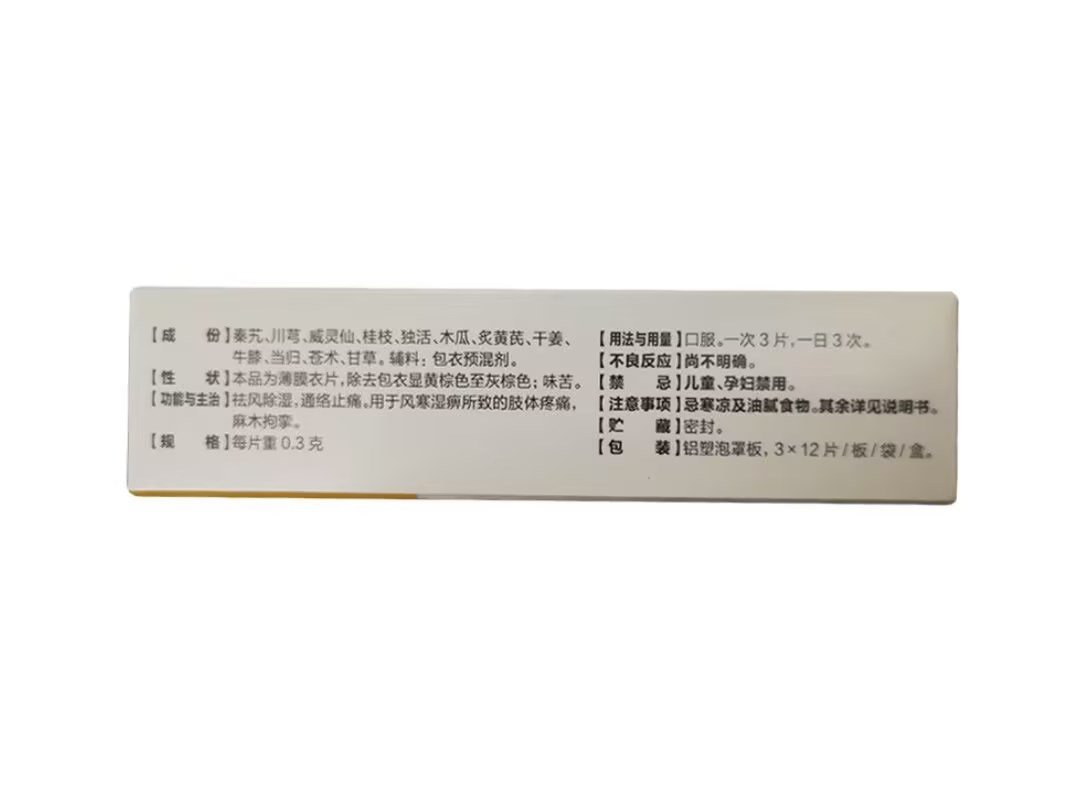 【成 份】秦艽、川芎、威灵仙、桂枝、独活、木瓜、炙黄芪、干姜、
牛膝、当归、苍术、甘草。辅料：包衣预混剂。
【性 状】本品为薄膜衣片，除去包衣显黄棕色至灰棕色；味苦。
【功能与主治】祛风除湿，通络止痛。用于风寒湿痹所致的肢体疼痛，
麻木拘挛。
【规 格】每片重 0.3 克
【用法与用量】口服。一次 3 片，一日 3 次。
【不良反应】尚不明确。
【禁 忌】儿童、孕妇禁用。
【注意事项】忌寒凉及油腻食物。其余详见说明书。
【贮 藏】密封。
【包 装】铝塑泡罩板，3×12 片/板/袋/盒。